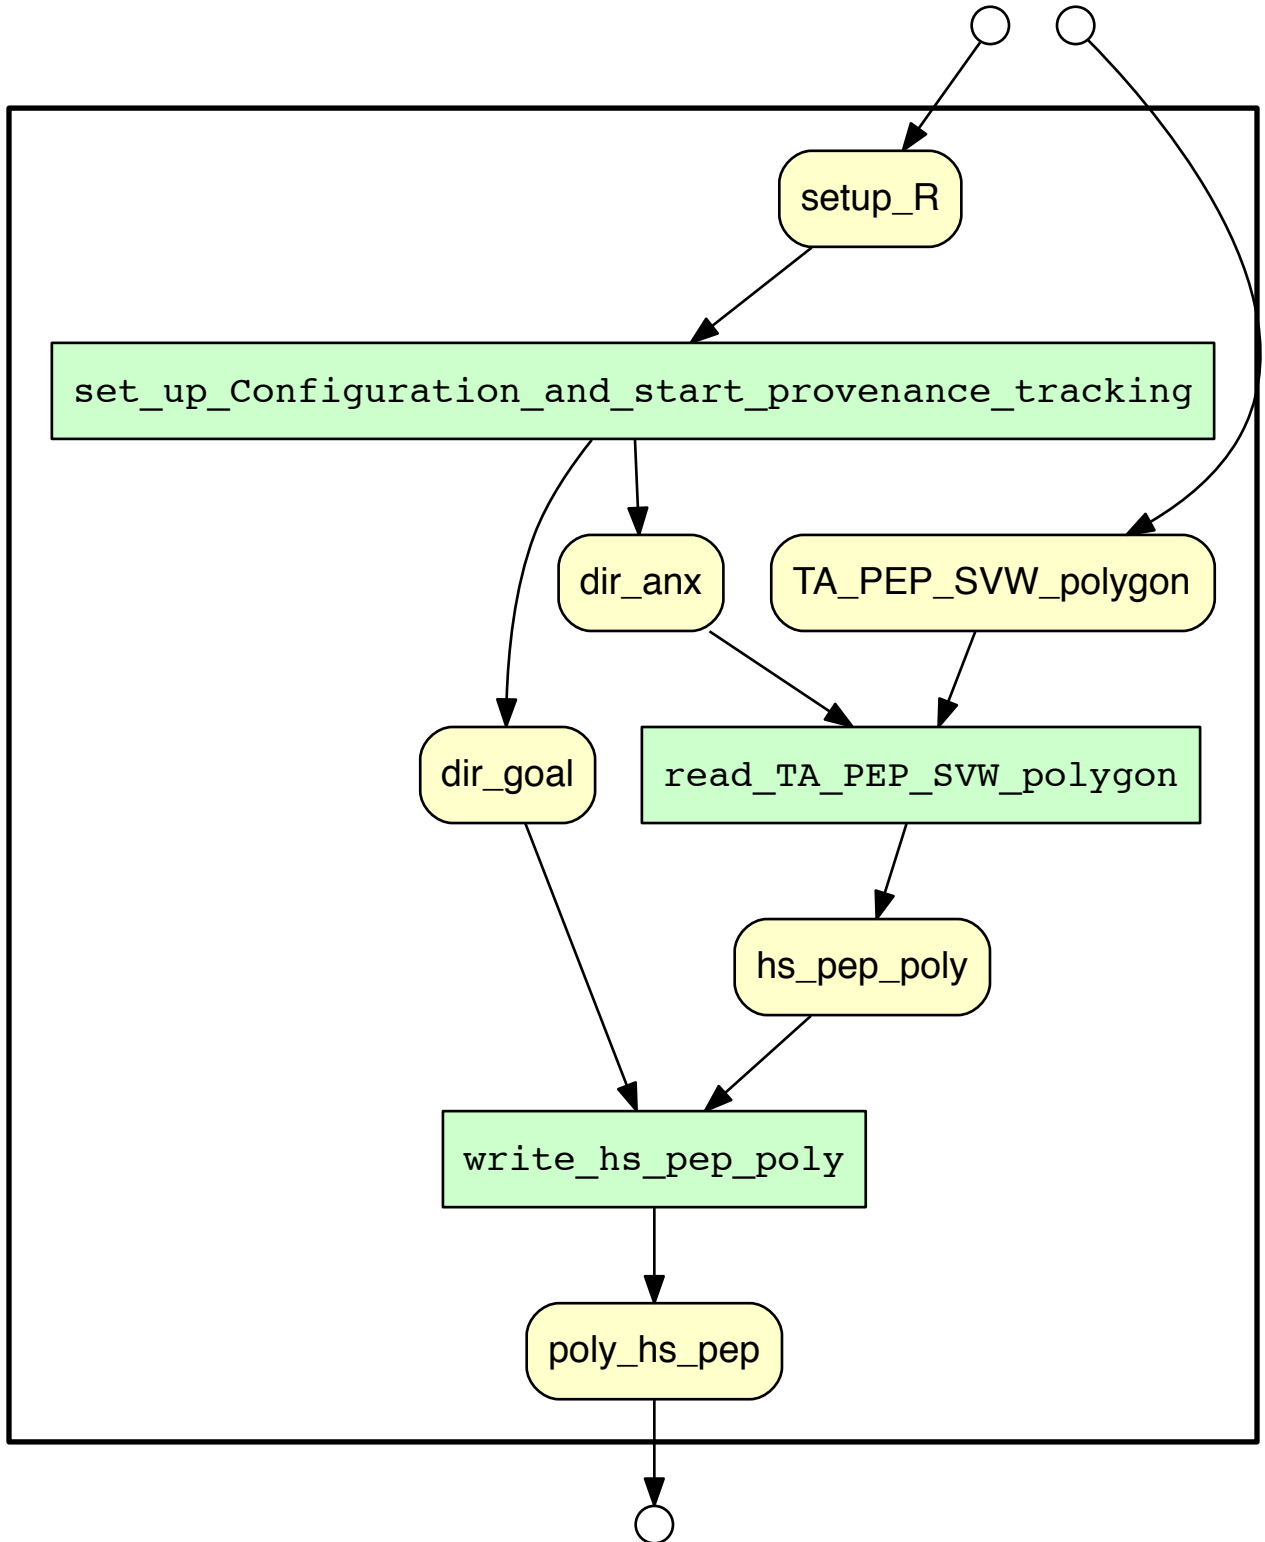 setup_R
set_up_Configuration_and_start_provenance_tracking
dir_anx
TA_PEP_SVW_polygon
dir_goal
read_TA_PEP_SVW_polygon
hs_pep_poly
write_hs_pep_poly
poly_hs_pep